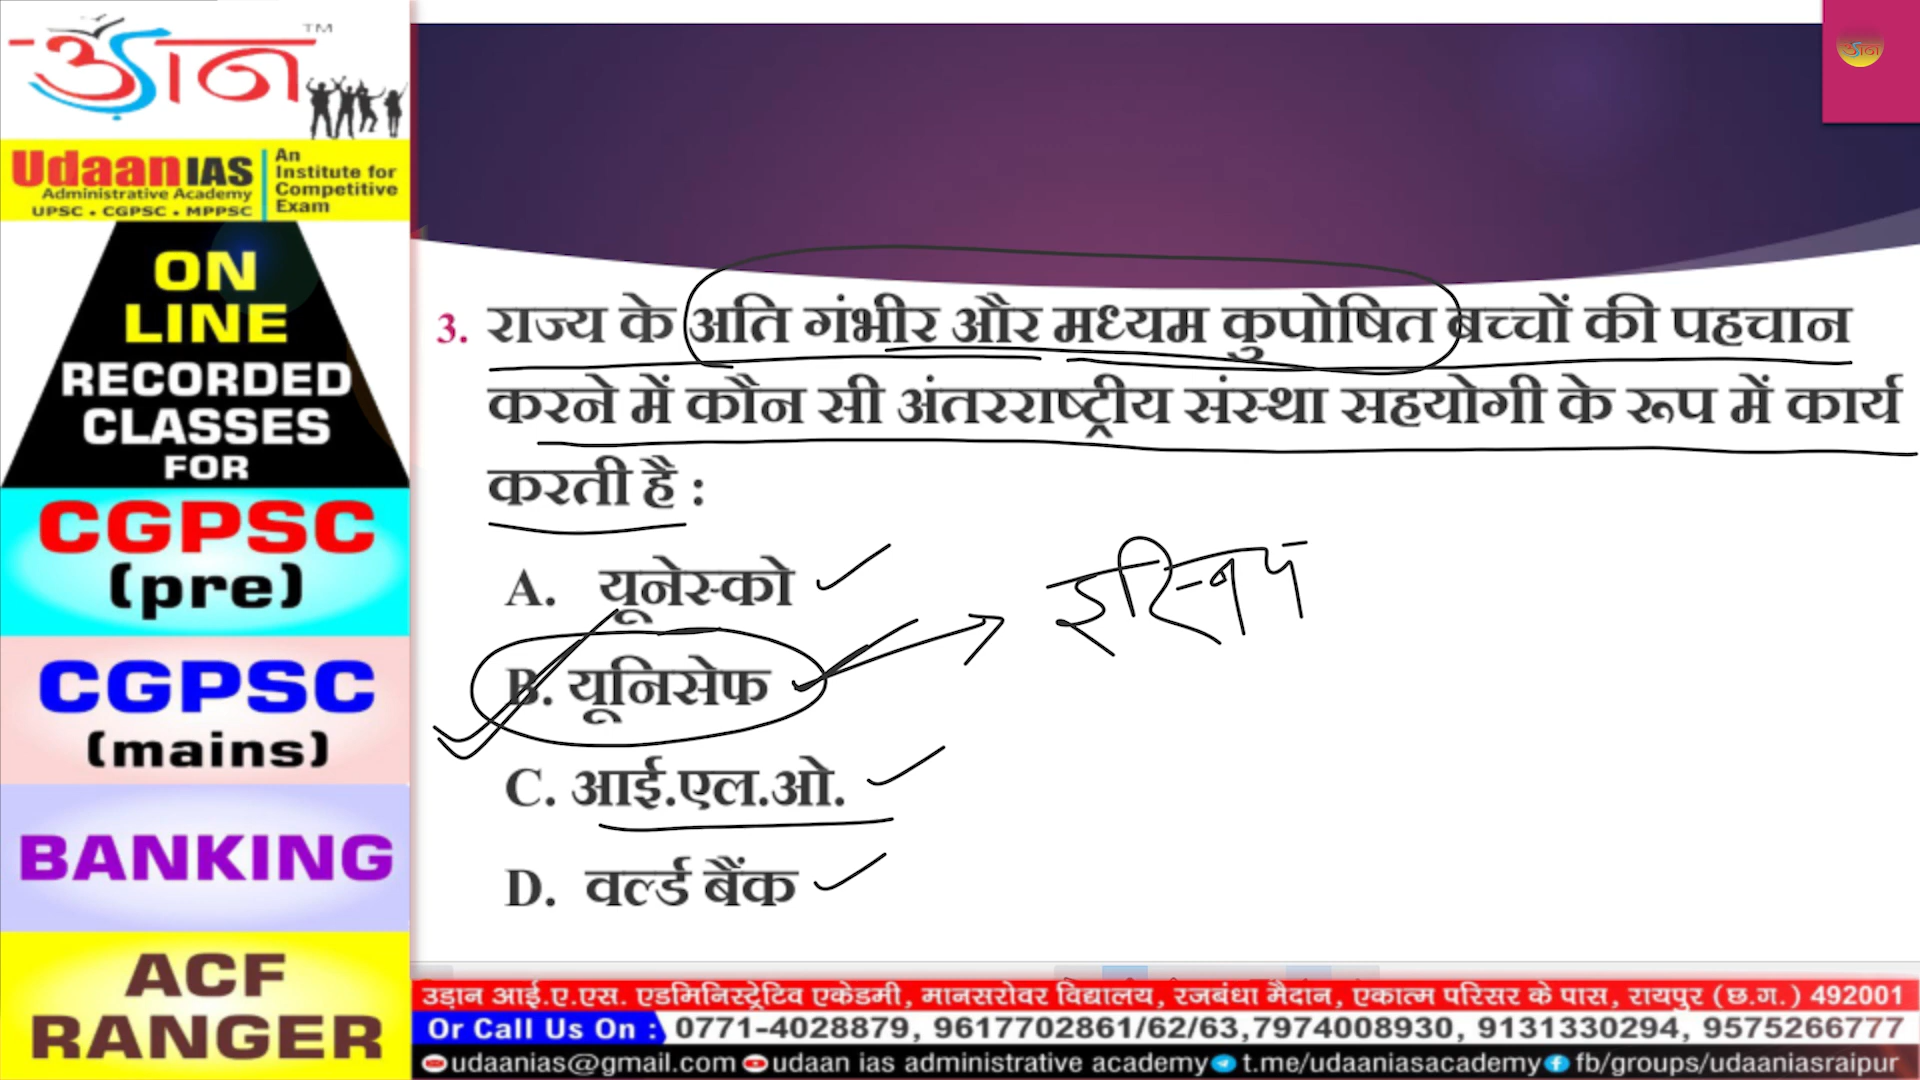 उड़ान TM
Udaan IAS
Administrative Academy
UPSC • CGPSC • MPPSC
An
Institute for
Competitive
Exam
ON
LINE
RECORDED
CLASSES
FOR
CGPSC
(pre)
CGPSC
(mains)
BANKING
ACF
RANGER
उड़ान
3. राज्य के अति गंभीर और मध्यम कुपोषित बच्चों की पहचान
करने में कौन सी अंतरराष्ट्रीय संस्था सहयोगी के रूप में कार्य
करती है :
A. यूनेस्को
B. यूनिसेफ
C. आई.एल.ओ.
D. वर्ल्ड बैंक
उड़ान आई.ए.एस. एडमिनिस्ट्रेटिव एकेडमी, मानसरोवर विद्यालय, रजबंधा मैदान, एकात्म परिसर के पास, रायपुर (छ.ग.) 492001
Or Call Us On : 0771-4028879, 9617702861/62/63,7974008930, 9131330294, 9575266777
udaanias@gmail.com udaan ias administrative academy t.me/udaaniasacademy fb/groups/udaaniasraipur